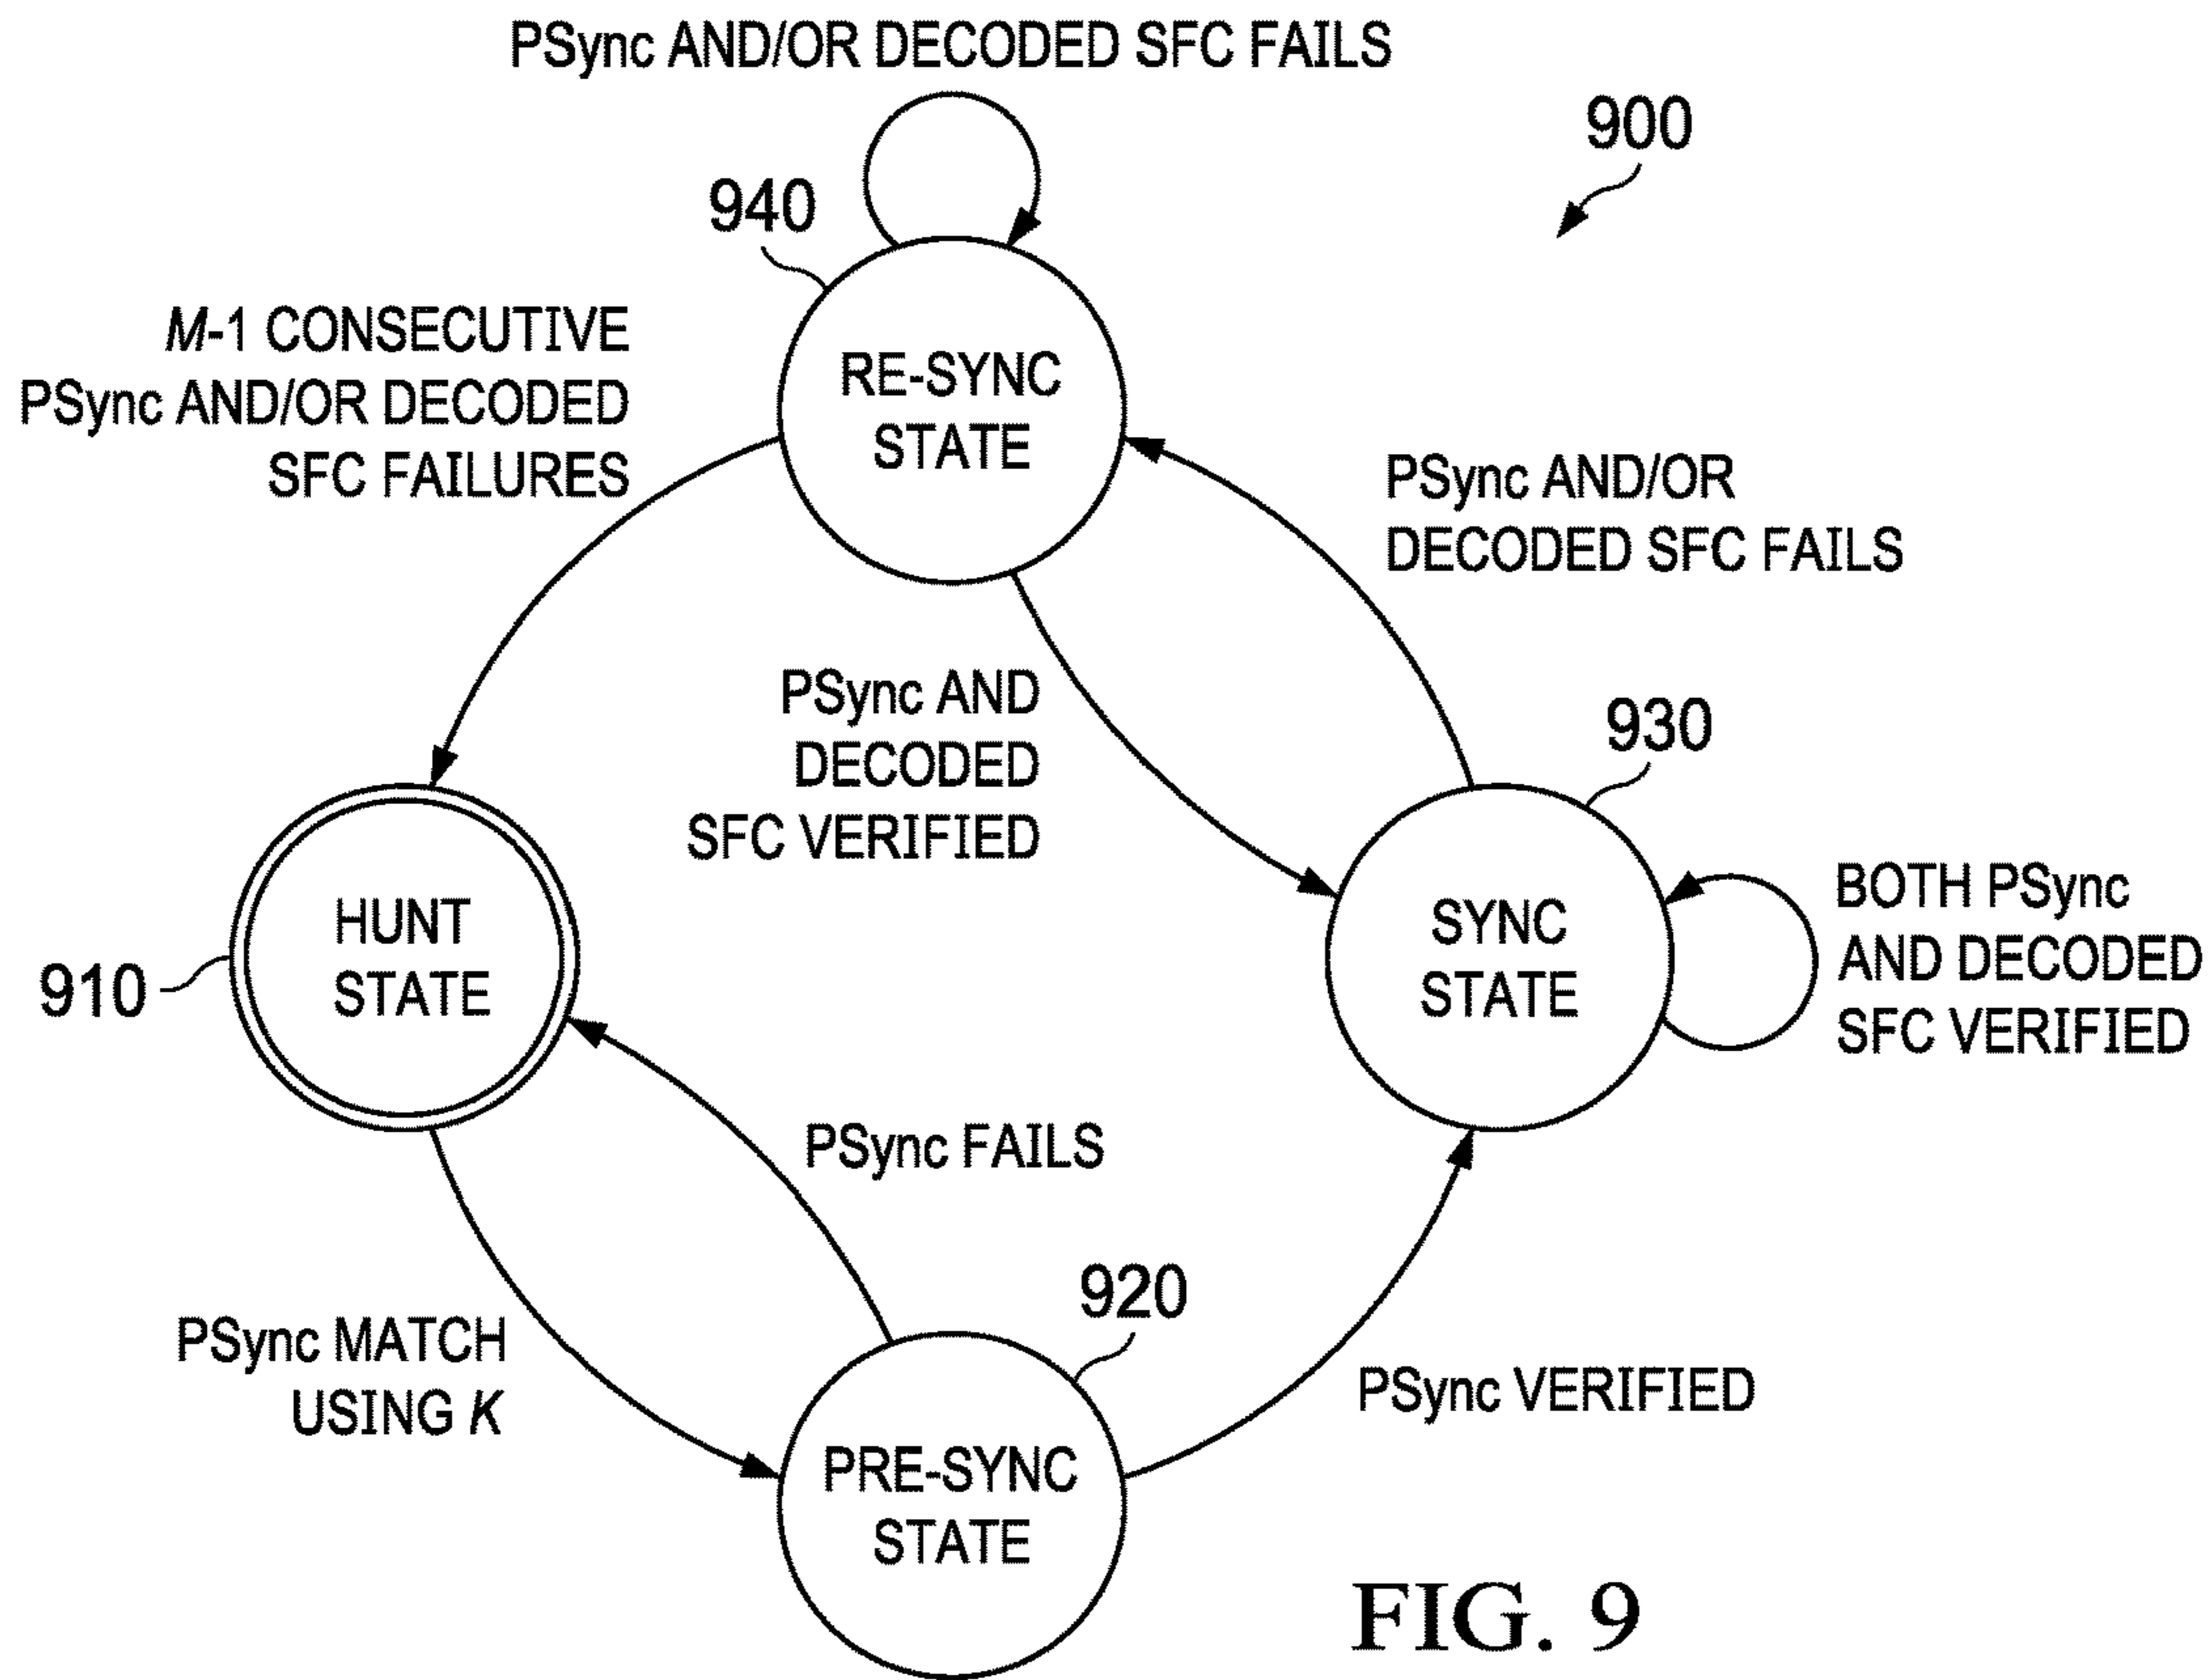 PSync AND/OR DECODED SFC FAILS
900
940
M-1 CONSECUTIVE
PSync AND/OR DECODED
SFC FAILURES
RE-SYNC
STATE
PSync AND/OR
DECODED SFC FAILS
PSync AND
DECODED
SFC VERIFIED
930
HUNT
STATE
910
SYNC
STATE
BOTH PSync
AND DECODED
SFC VERIFIED
PSync FAILS
PSync MATCH
USING K
920
PSync VERIFIED
PRE-SYNC
STATE
FIG. 9